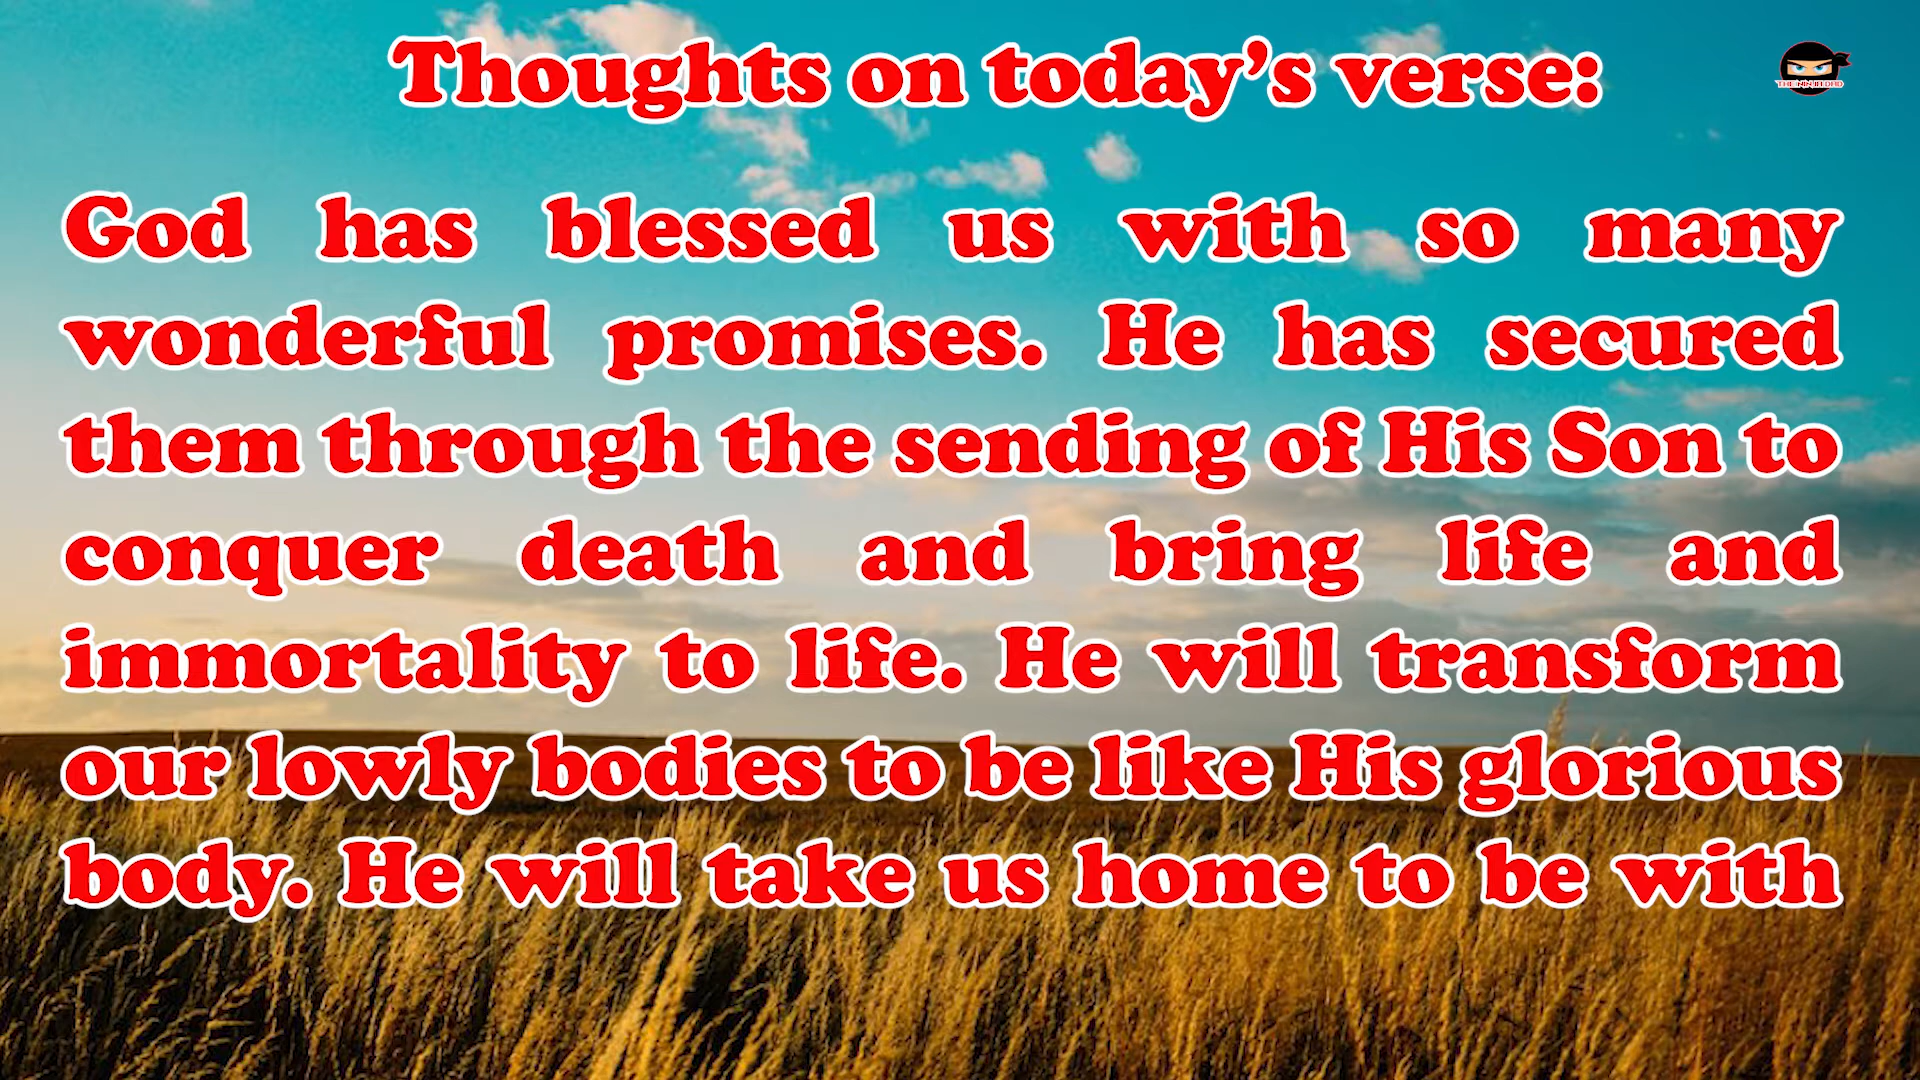 Thoughts on today’s verse:
God has blessed us with so many
wonderful promises. He has secured
them through the sending of His Son to
conquer death and bring life and
immortality to life. He will transform
our lowly bodies to be like His glorious
body. He will take us home to be with